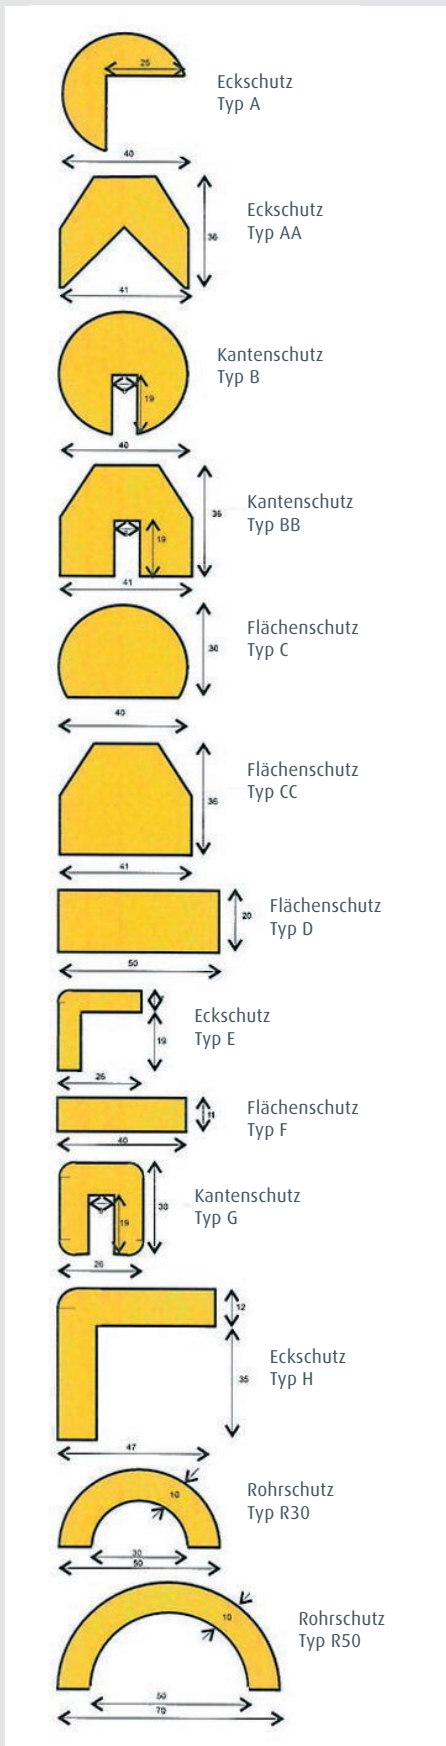 25
Eckschutz
Typ A
40
Eckschutz
Typ AA
36
41
Kantenschutz
Typ B
19
40
Kantenschutz
Typ BB
36
19
41
Flächenschutz
Typ C
30
40
Flächenschutz
Typ CC
36
41
Flächenschutz
Typ D
20
50
Eckschutz
Typ E
19
26
Flächenschutz
Typ F
11
40
Kantenschutz
Typ G
30
19
26
12
Eckschutz
Typ H
35
47
Rohrschutz
Typ R30
10
30
50
Rohrschutz
Typ R50
10
50
70